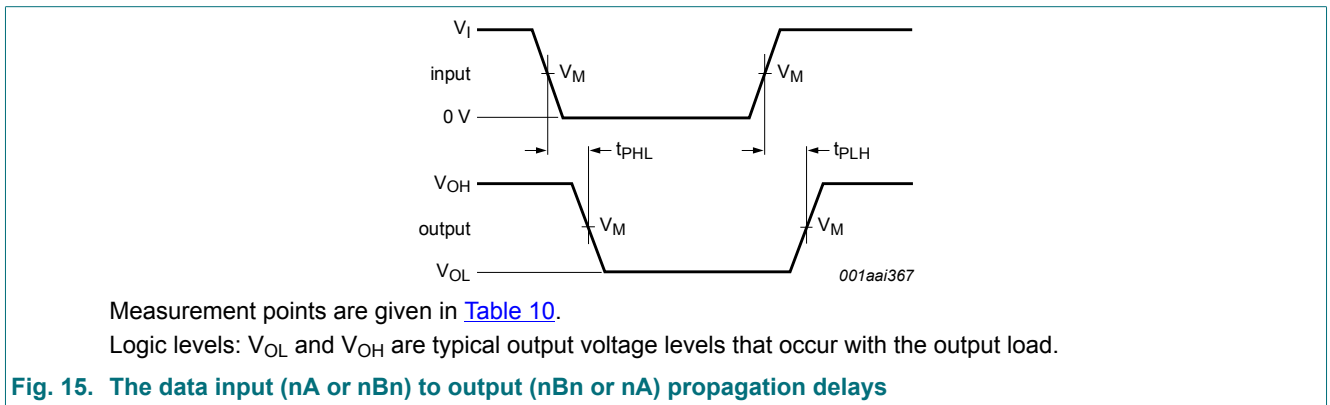 VI
input
VM
VM
0 V
tPHL
tPLH
VOH
output
VM
VM
VOL
001aai367
Measurement points are given in Table 10.
Logic levels: VOL and VOH are typical output voltage levels that occur with the output load.
Fig. 15. The data input (nA or nBn) to output (nBn or nA) propagation delays